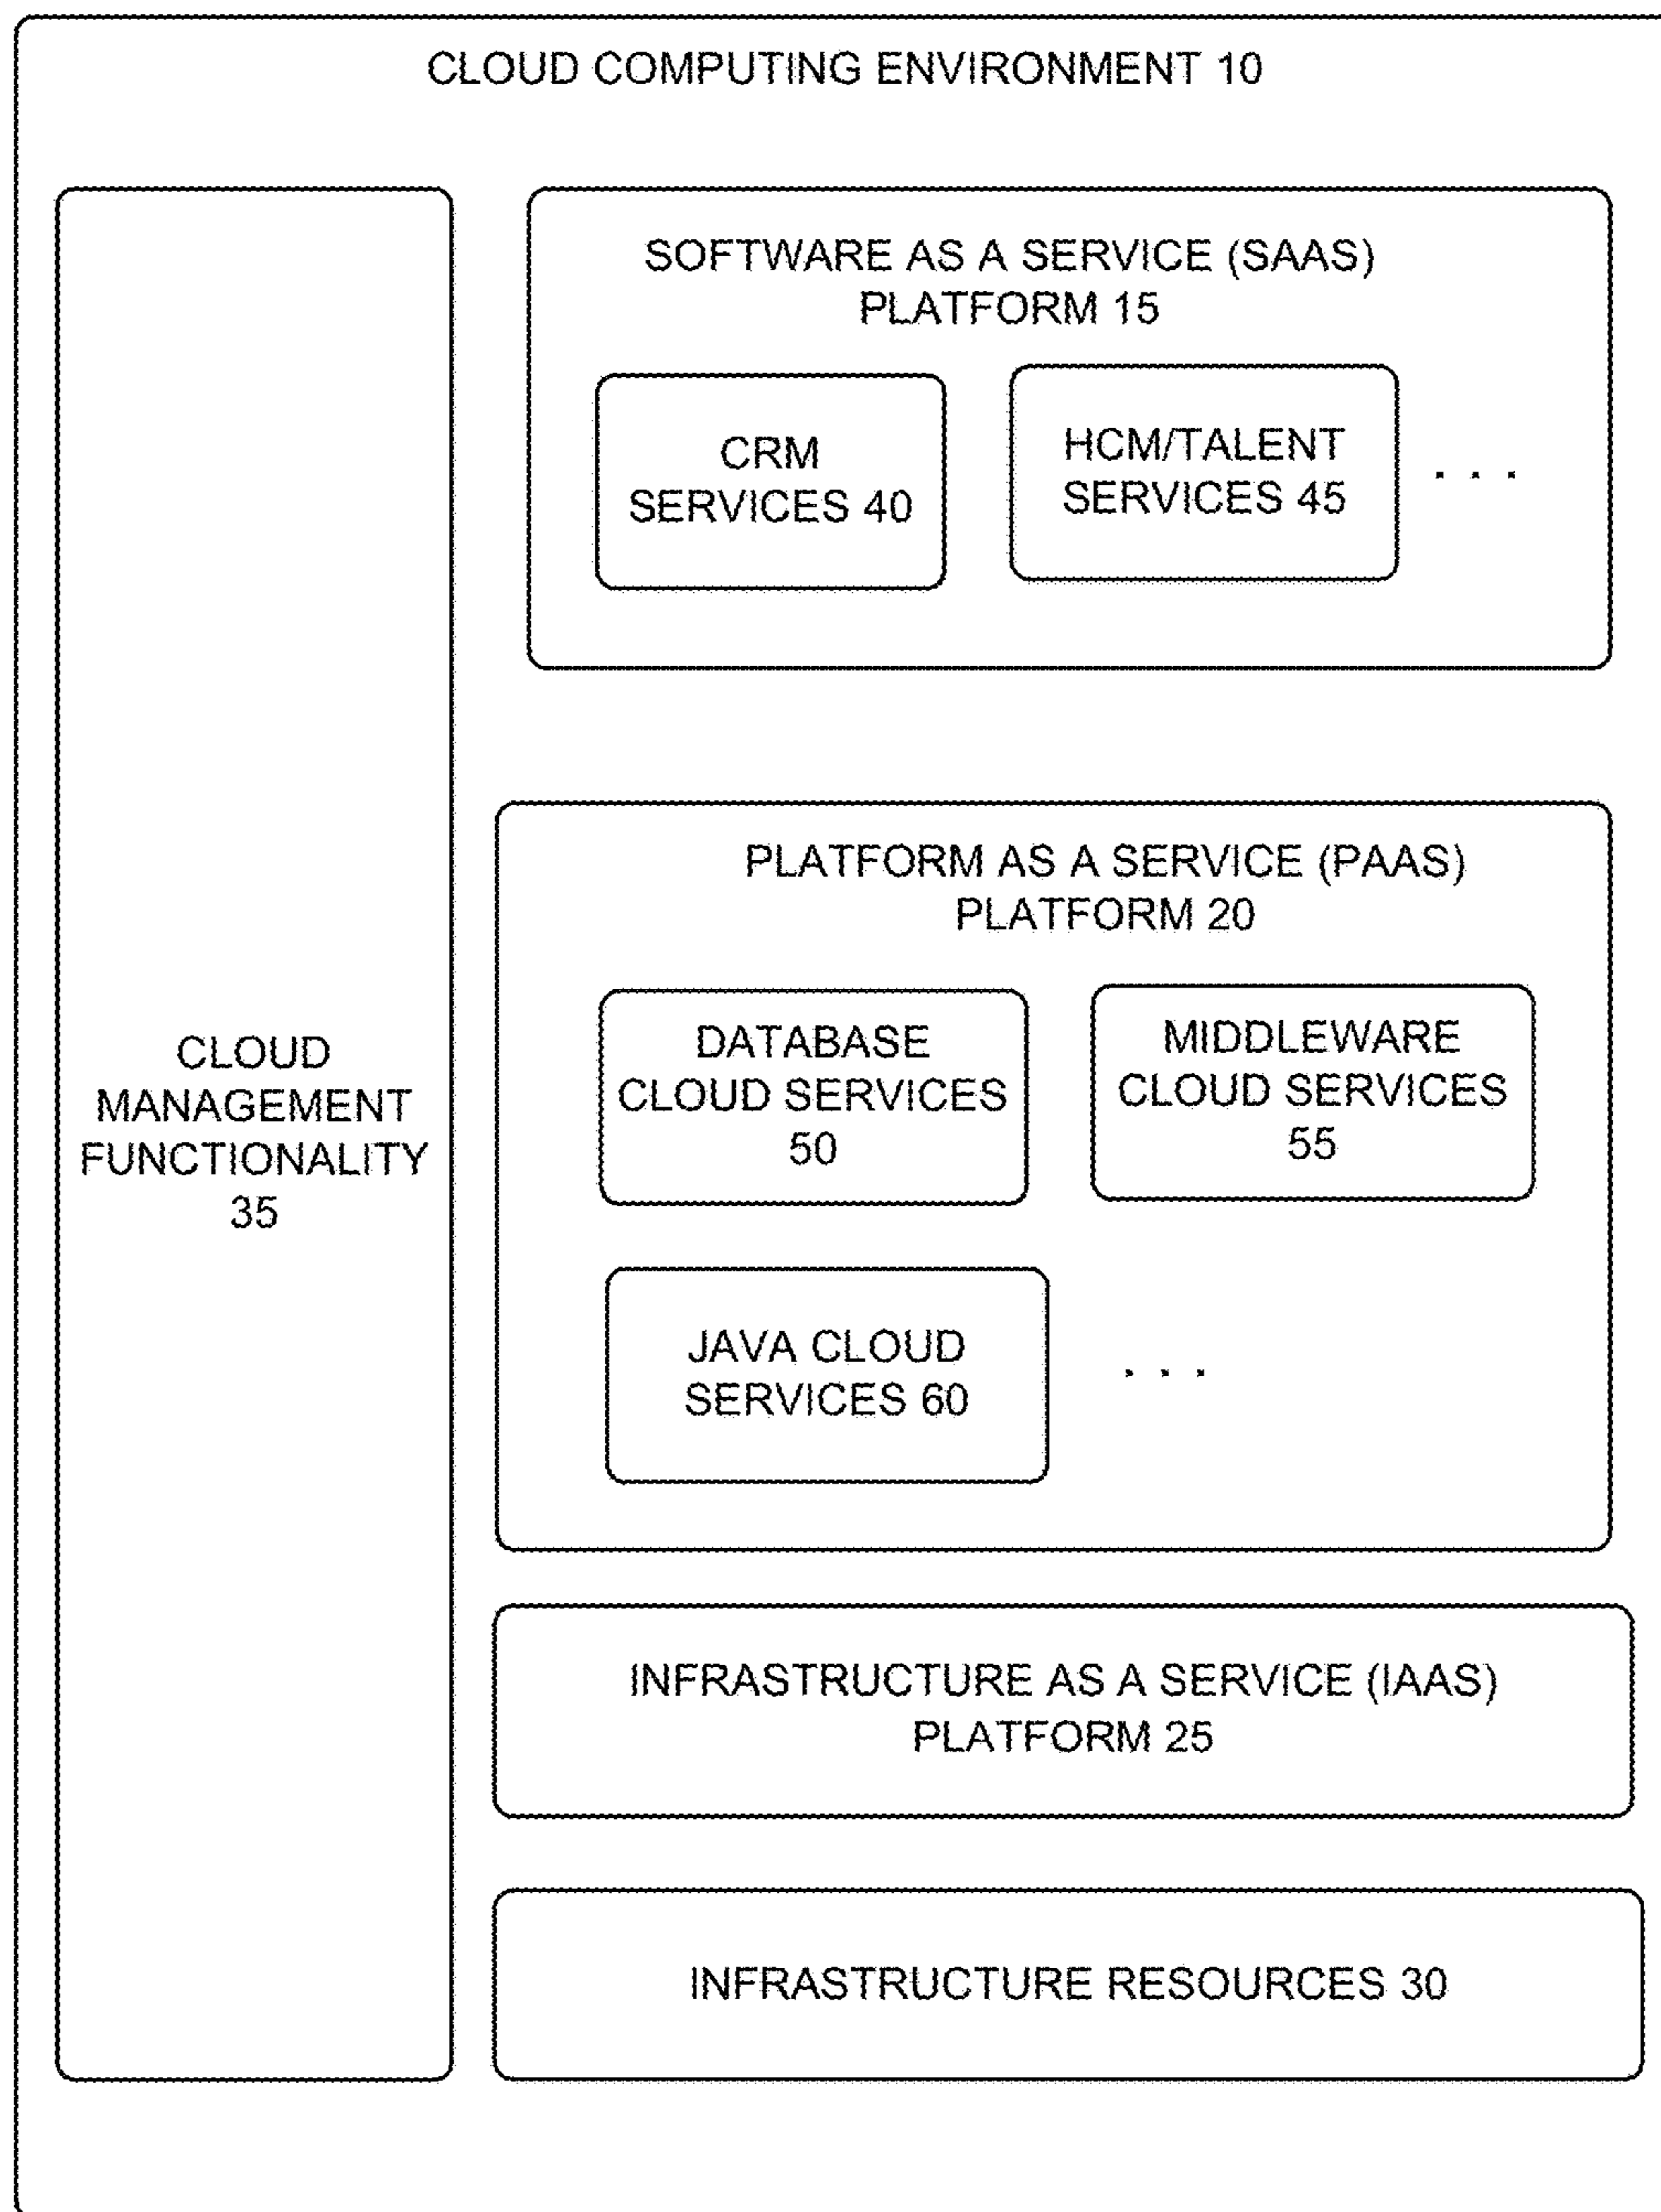 CLOUD COMPUTING ENVIRONMENT 10
SOFTWARE AS A SERVICE (SAAS)
PLATFORM 15
CRM
SERVICES 40
HCM/TALENT
SERVICES 45
. . .
PLATFORM AS A SERVICE (PAAS)
PLATFORM 20
DATABASE
CLOUD SERVICES
50
MIDDLEWARE
CLOUD SERVICES
55
JAVA CLOUD
SERVICES 60
. . .
CLOUD
MANAGEMENT
FUNCTIONALITY
35
INFRASTRUCTURE AS A SERVICE (IAAS)
PLATFORM 25
INFRASTRUCTURE RESOURCES 30